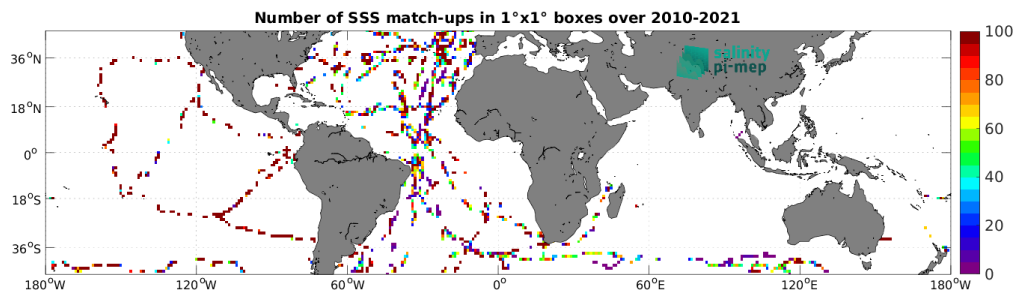 Number of SSS match-ups in 1°x1° boxes over 2010-2021
salinity
pi-mep
36°N
18°N
0°
18°S
36°S
180°W
120°W
60°W
0°
60°E
120°E
180°W
100
80
60
40
20
0